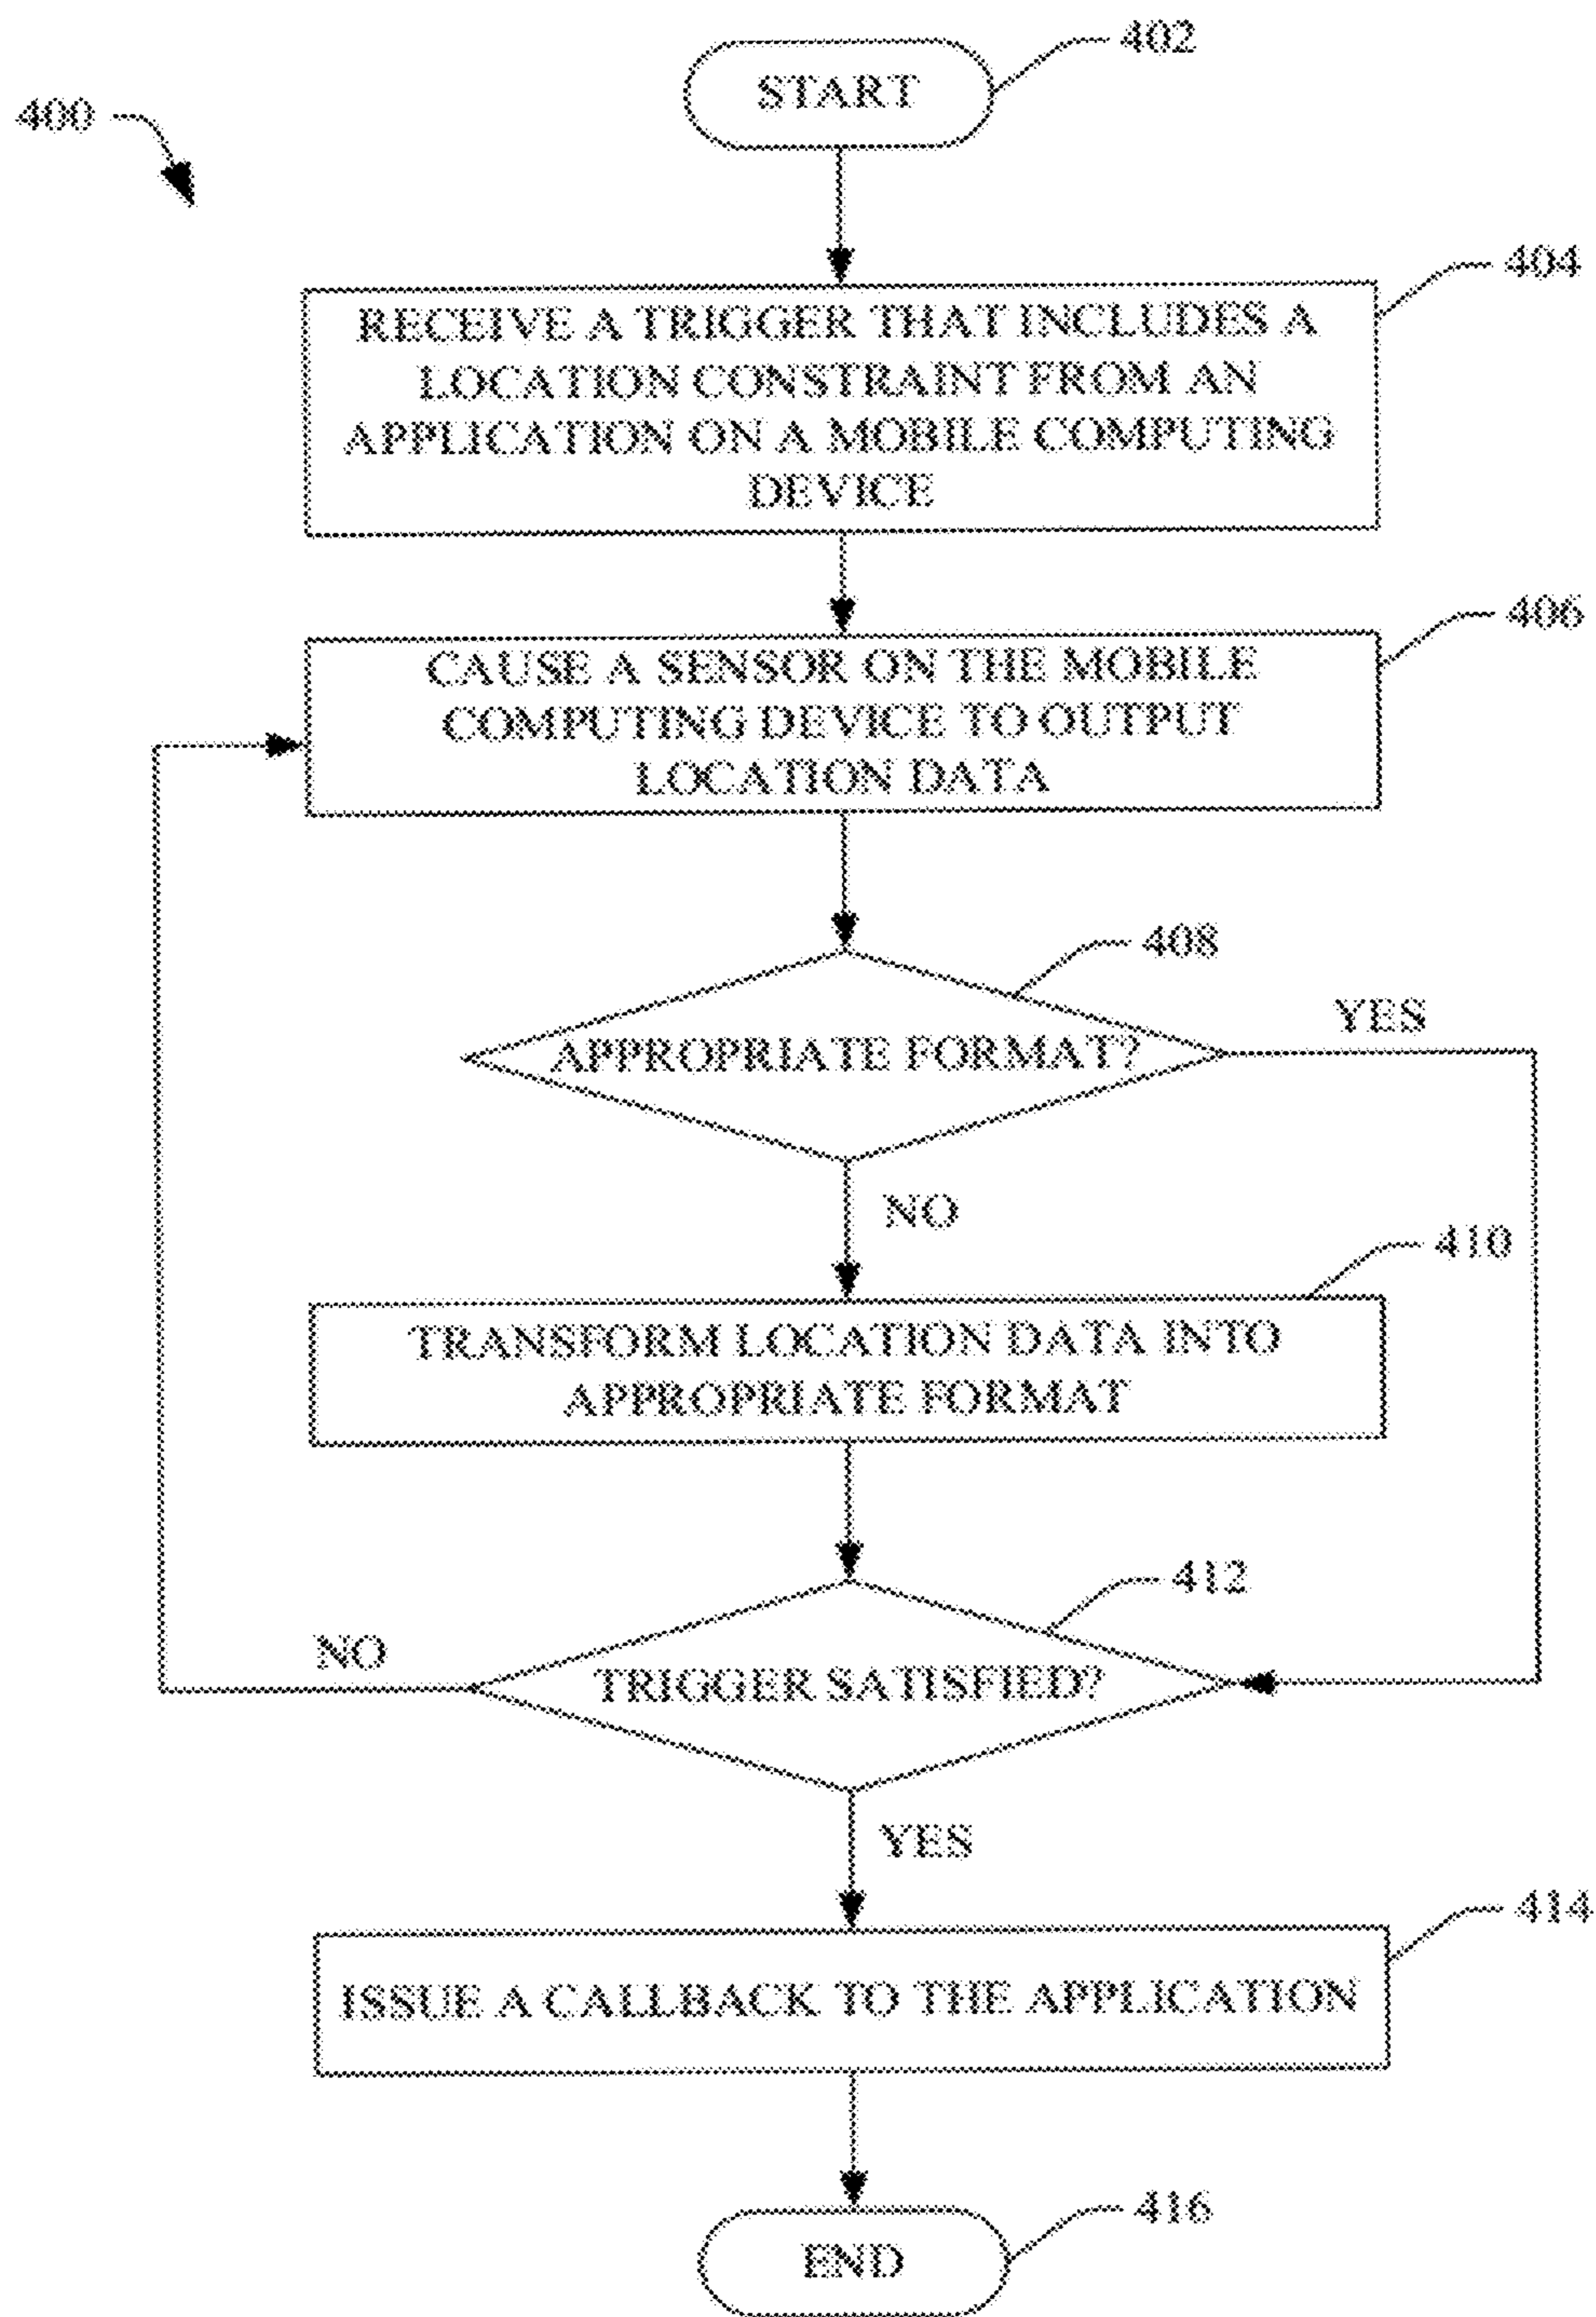 402
START
400
404
RECEIVE A TRIGGER THAT INCLUDES A
LOCATION CONSTRAINT FROM AN
APPLICATION ON A MOBILE COMPUTING
DEVICE
406
CAUSE A SENSOR ON THE MOBILE
COMPUTING DEVICE TO OUTPUT
LOCATION DATA
408
YES
APPROPRIATE FORMAT?
NO
410
TRANSFORM LOCATION DATA INTO
APPROPRIATE FORMAT
412
NO
TRIGGER SATISFIED?
YES
414
ISSUE A CALLBACK TO THE APPLICATION
416
END